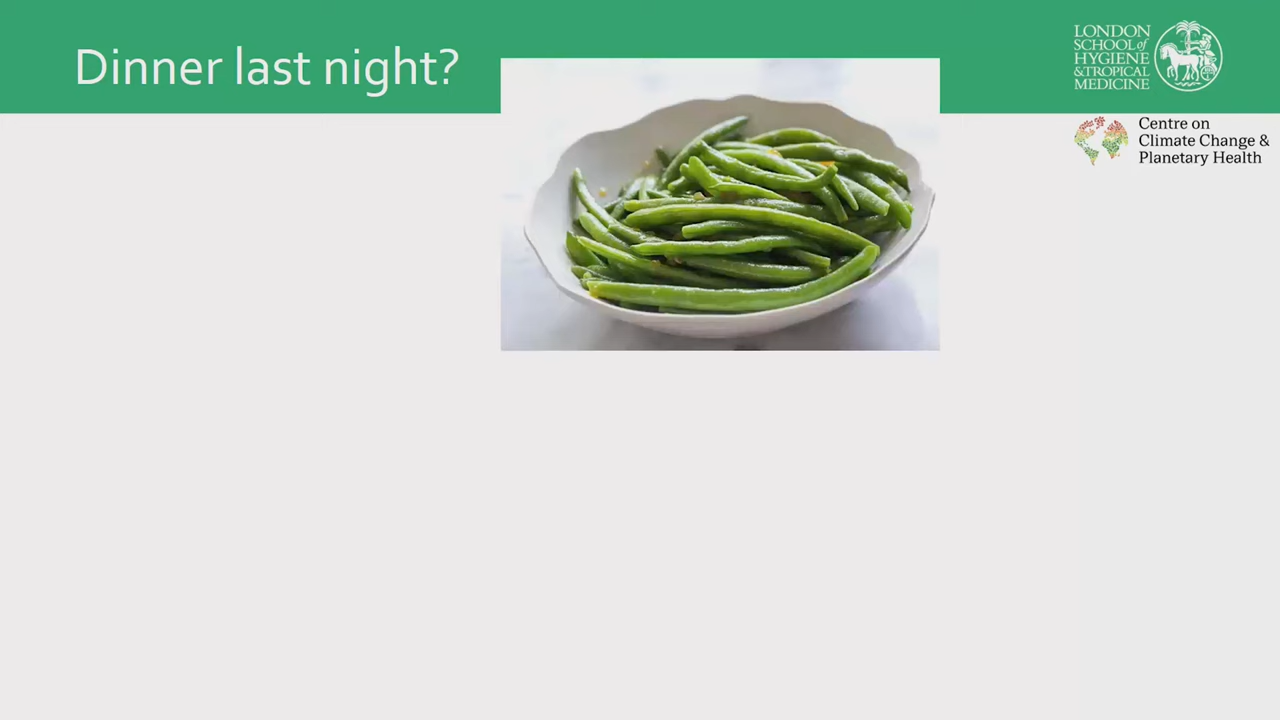 Dinner last night?
LONDON
SCHOOL of
HYGIENE
& TROPICAL
MEDICINE
Centre on
Climate Change &
Planetary Health